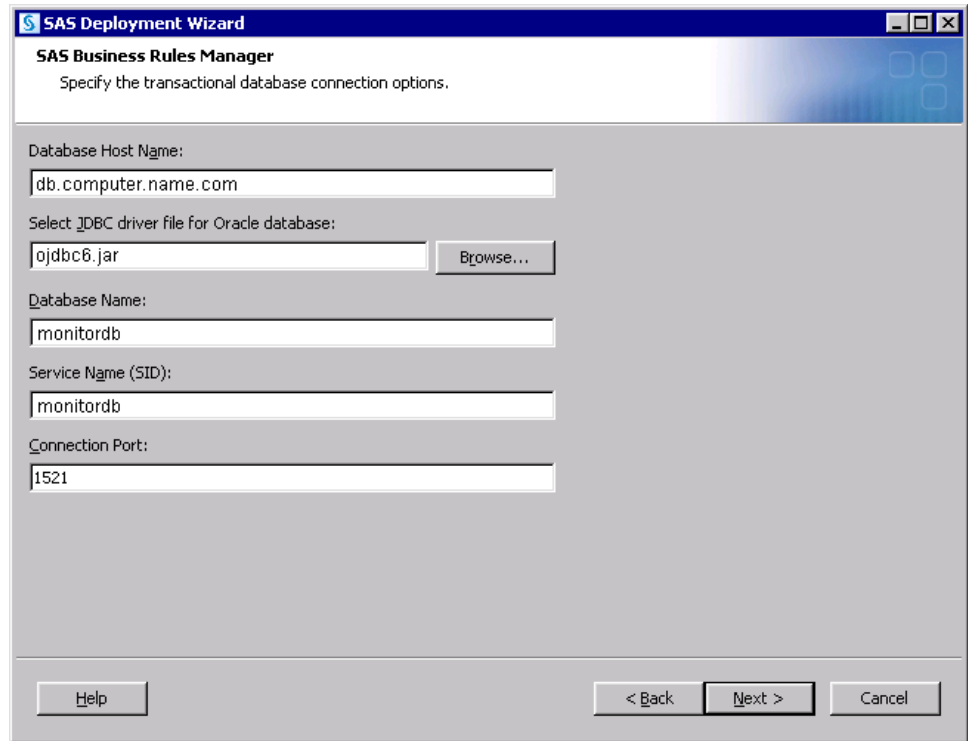 SAS Deployment Wizard
SAS Business Rules Manager
Specify the transactional database connection options.
Database Host Name:
db.computer.name.com
Select JDBC driver file for Oracle database:
ojdbc6.jar
Browse...
Database Name:
monitordb
Service Name (SID):
monitordb
Connection Port:
1521
Help
< Back
Next >
Cancel